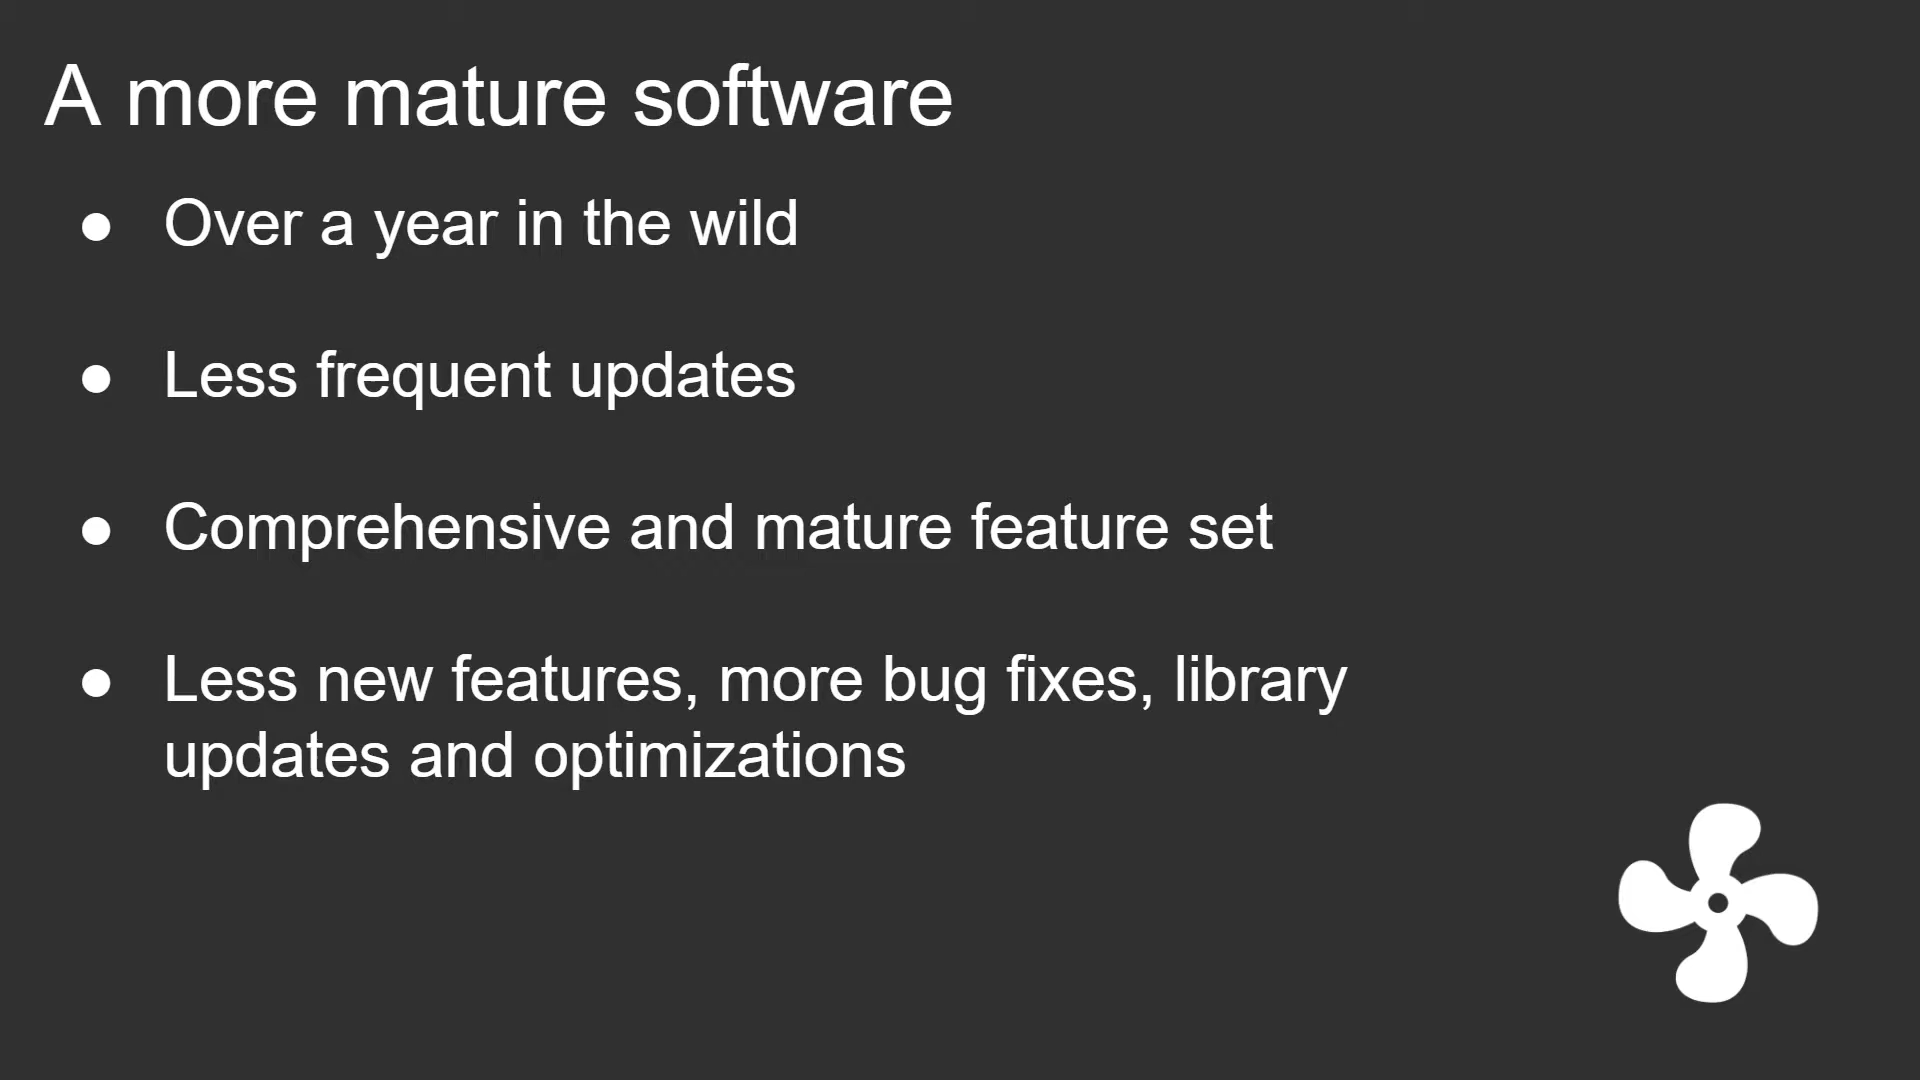 A more mature software
● Over a year in the wild
● Less frequent updates
● Comprehensive and mature feature set
● Less new features, more bug fixes, library
updates and optimizations